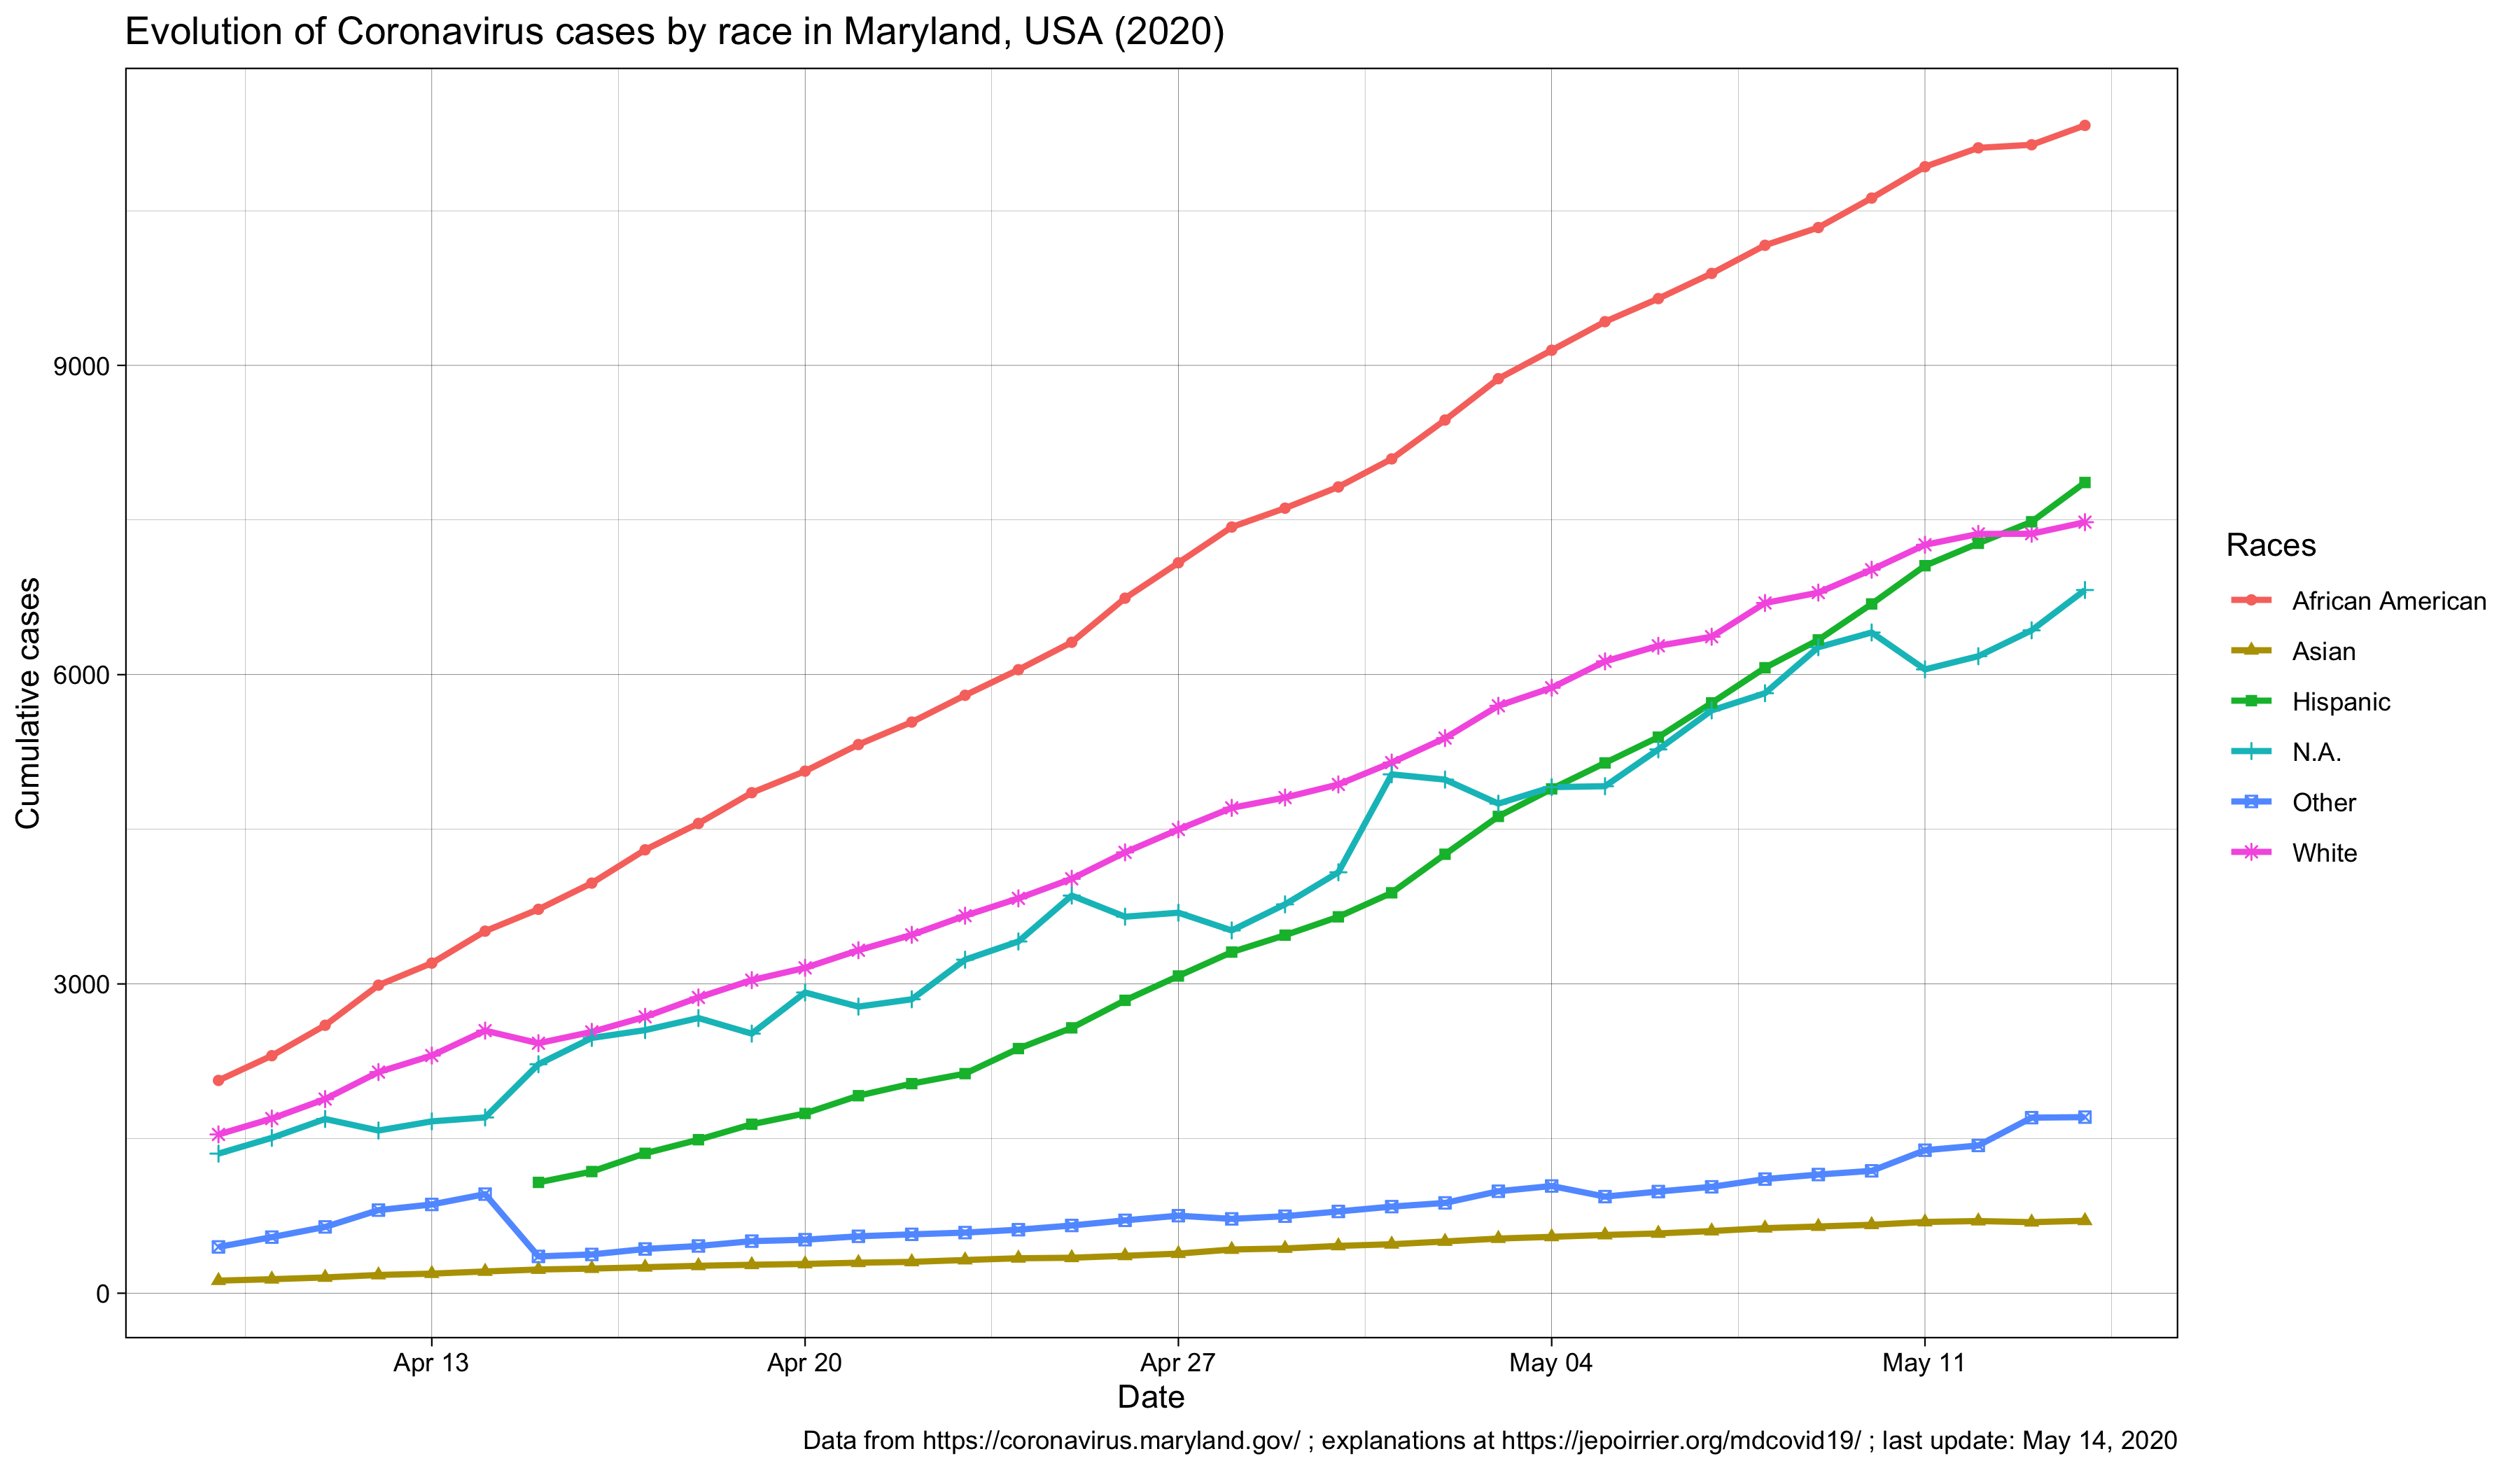 Evolution of Coronavirus cases by race in Maryland, USA (2020)
Cumulative cases
9000
6000
3000
0
Apr 13
Apr 20
Apr 27
May 04
May 11
Date
Races
African American
Asian
Hispanic
N.A.
Other
White
Data from https://coronavirus.maryland.gov/ ; explanations at https://jepoirrier.org/mdcovid19/ ; last update: May 14, 2020